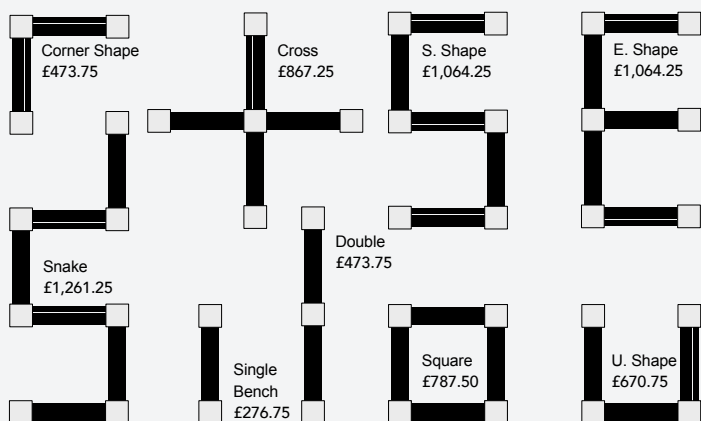 Corner Shape
£473.75
Cross
£867.25
S. Shape
£1,064.25
E. Shape
£1,064.25
Snake
£1,261.25
Double
£473.75
Single
Bench
£276.75
Square
£787.50
U. Shape
£670.75